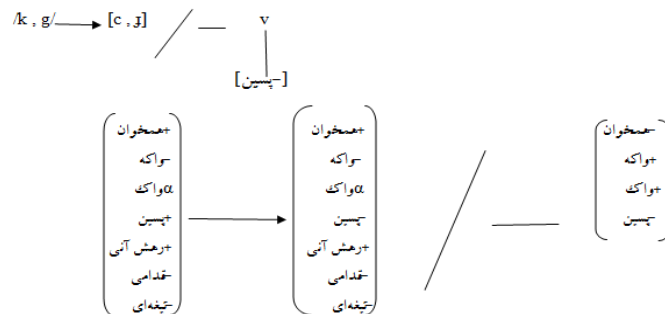 /k , g/ → [c , ɟ] / — v
[−پسین]
+همخوان
−واکه
αواک
+پسین
+رهش آنی
−قدامی
−تیغه‌ای
+همخوان
−واکه
αواک
−پسین
+رهش آنی
−قدامی
−تیغه‌ای
−همخوان
+واکه
+واک
−پسین